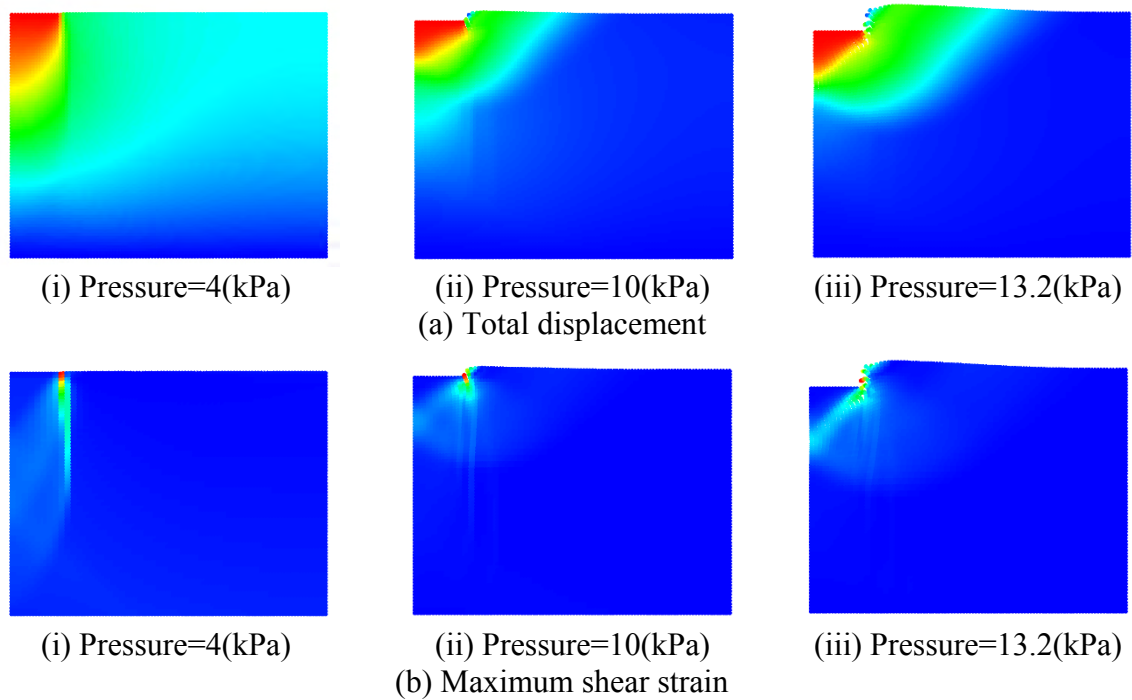 (i) Pressure=4(kPa)
(ii) Pressure=10(kPa)
(iii) Pressure=13.2(kPa)
(a) Total displacement
(i) Pressure=4(kPa)
(ii) Pressure=10(kPa)
(iii) Pressure=13.2(kPa)
(b) Maximum shear strain